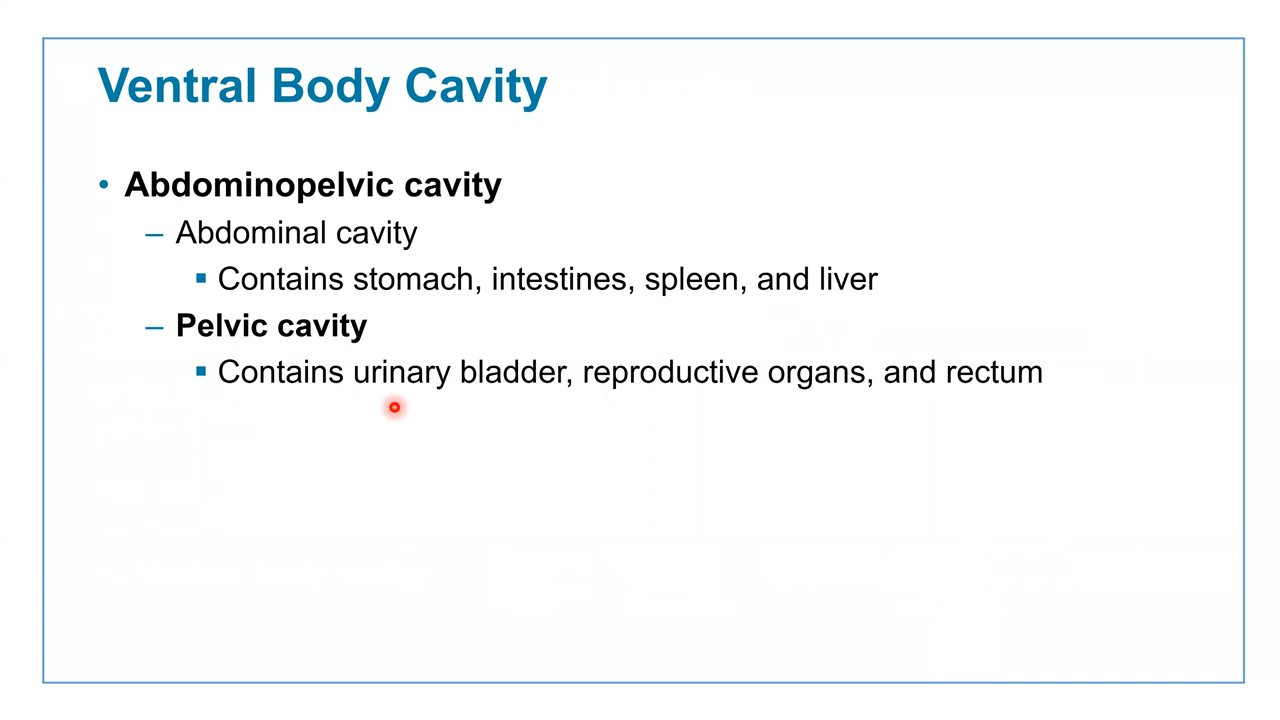 Ventral Body Cavity
• Abdominopelvic cavity
– Abdominal cavity
▪ Contains stomach, intestines, spleen, and liver
– Pelvic cavity
▪ Contains urinary bladder, reproductive organs, and rectum